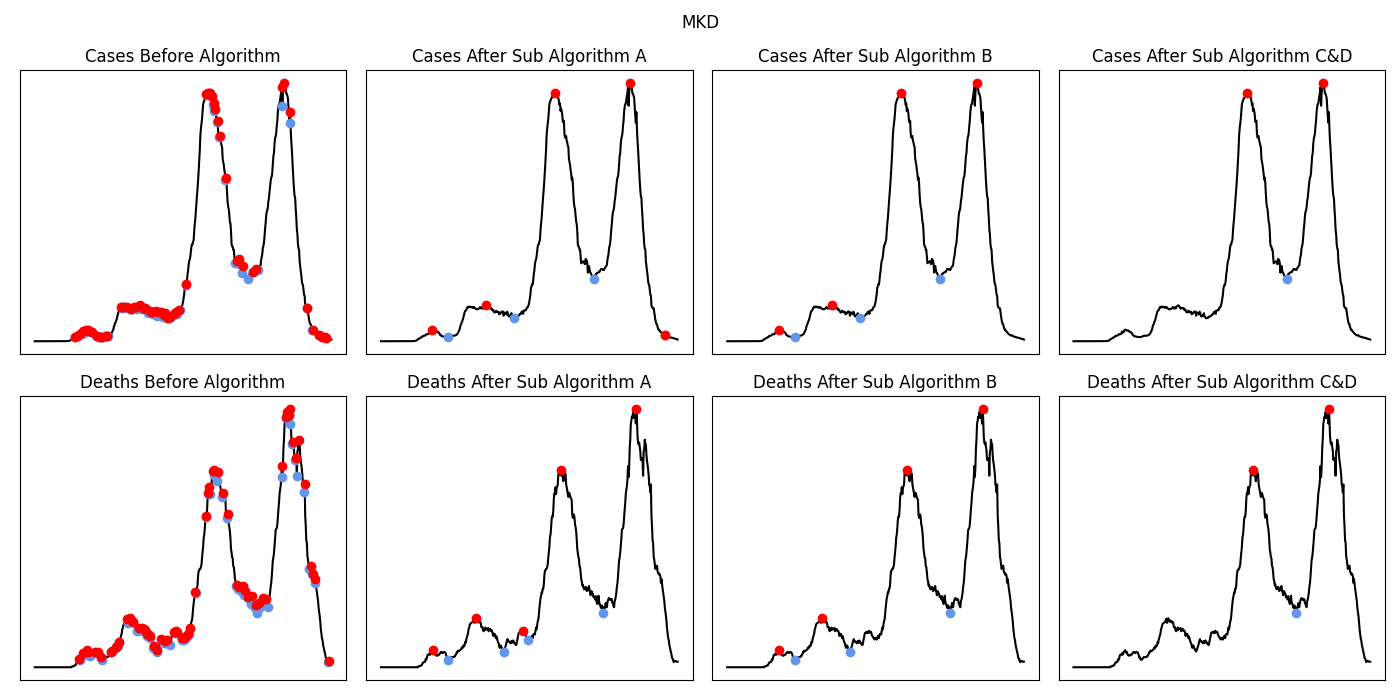 MKD
Cases Before Algorithm
Cases After Sub Algorithm A
Cases After Sub Algorithm B
Cases After Sub Algorithm C&D
Deaths Before Algorithm
Deaths After Sub Algorithm A
Deaths After Sub Algorithm B
Deaths After Sub Algorithm C&D